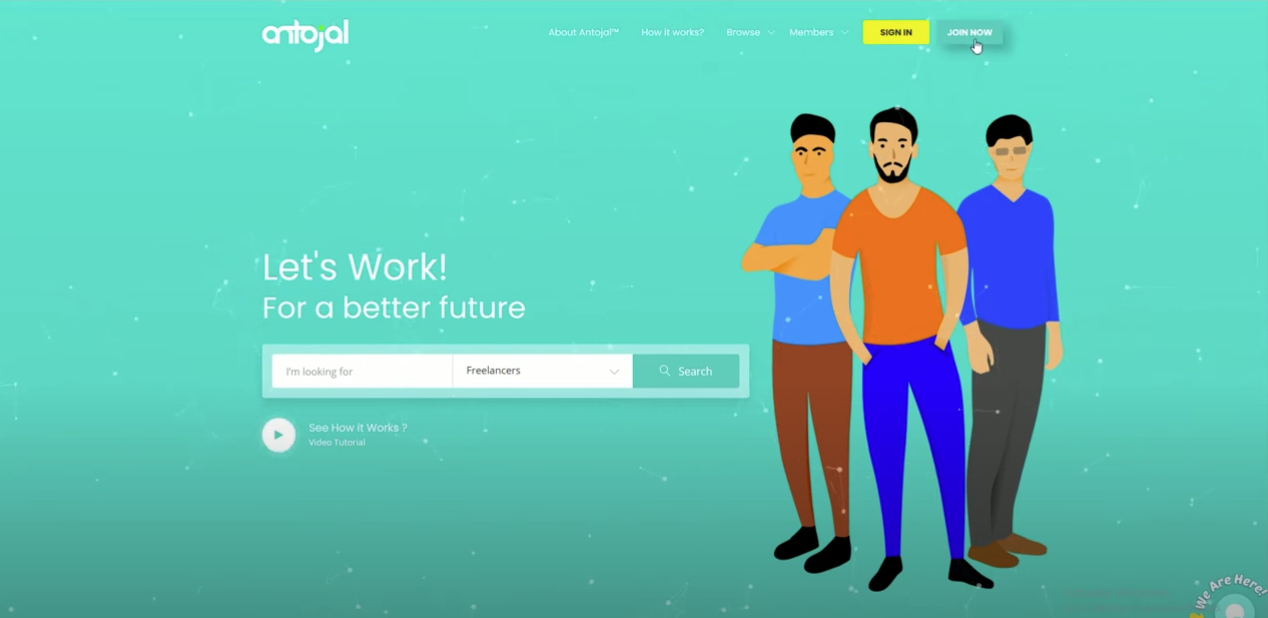 antojal
About Antojal™ How it works? Browse Members SIGN IN JOIN NOW
Let's Work!
For a better future
I'm looking for Freelancers Search
See How it Works ?
Video Tutorial
We Are Here!